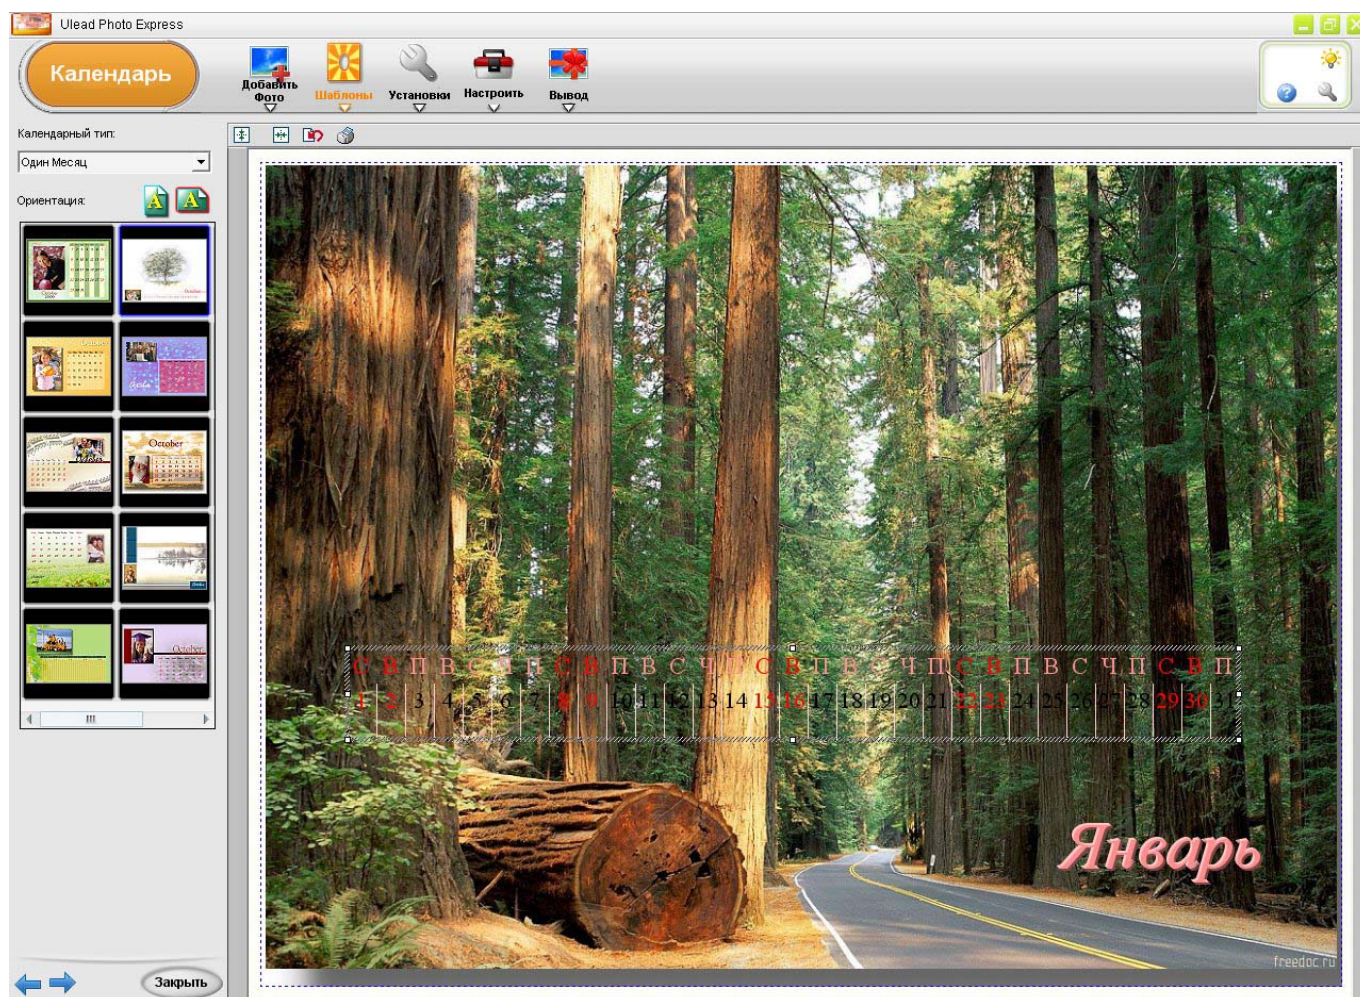 Ulead Photo Express
Календарь
Добавить Фото
Шаблоны
Установки
Настроить
Вывод
Календарный тип:
Один Месяц
Ориентация:
October
October
October
С В П В С Ч П С В П В С Ч П С В П В С Ч П С В П В С Ч П С В П
1 2 3 4 5 6 7 8 9 10 11 12 13 14 15 16 17 18 19 20 21 22 23 24 25 26 27 28 29 30 31
Январь
freedoc.ru
Закрыть